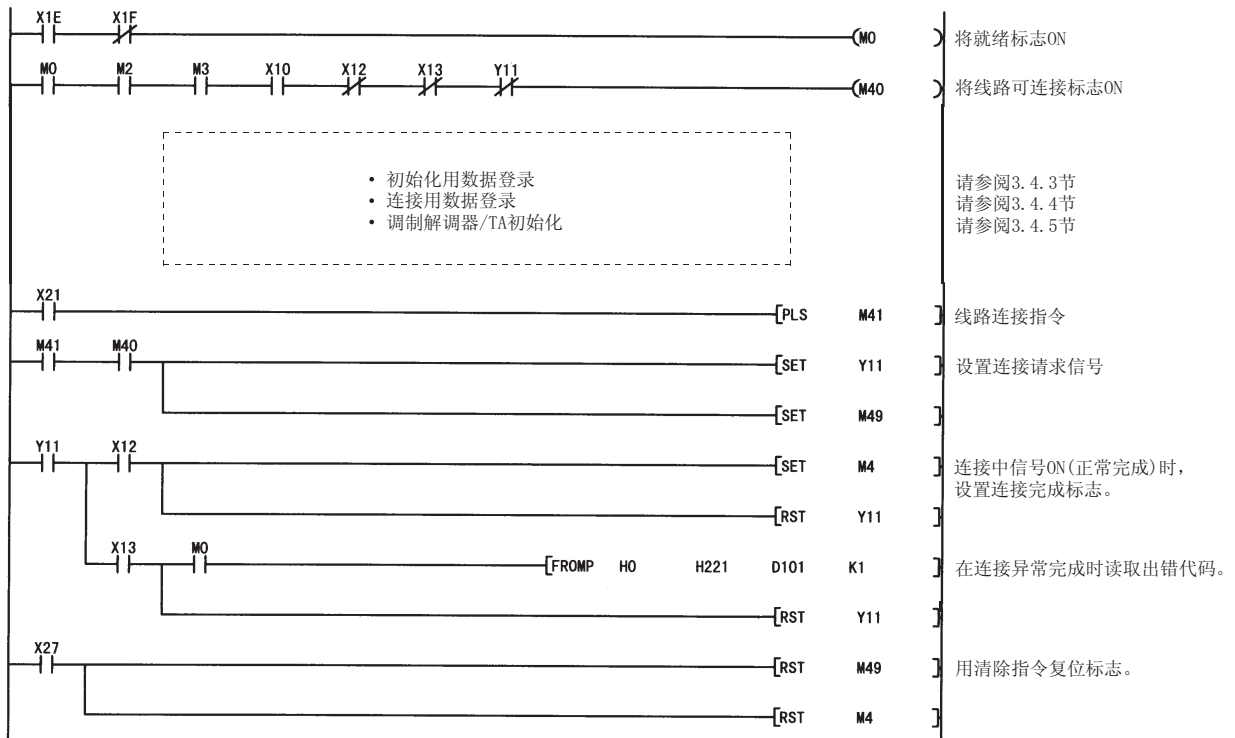 X1E X1F
(M0 ) 将就绪标志ON
M0 M2 M3 X10 X12 X13 Y11
(M40 ) 将线路可连接标志ON
• 初始化用数据登录
• 连接用数据登录
• 调制解调器/TA初始化
请参阅3.4.3节
请参阅3.4.4节
请参阅3.4.5节
X21
[PLS M41 ] 线路连接指令
M41 M40
[SET Y11 ] 设置连接请求信号
[SET M49 ]
Y11 X12
[SET M4 ] 连接中信号ON(正常完成)时，
设置连接完成标志。
[RST Y11 ]
X13 M0
[FROMP H0 H221 D101 K1 ] 在连接异常完成时读取出错代码。
[RST Y11 ]
X27
[RST M49 ] 用清除指令复位标志。
[RST M4 ]